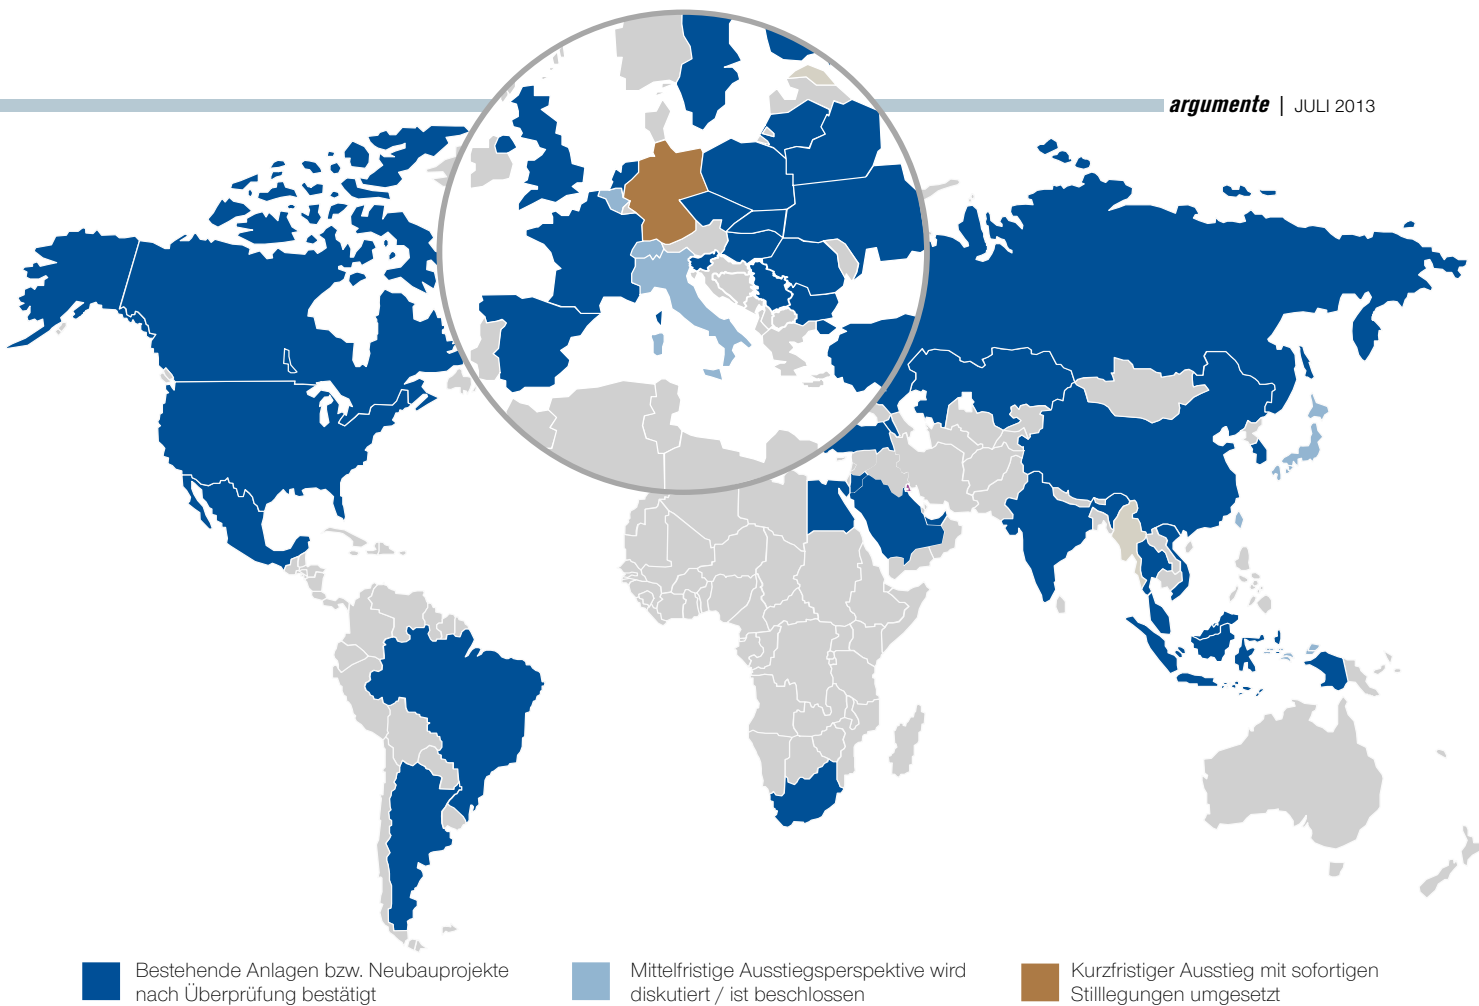 argumente | JULI 2013
Bestehende Anlagen bzw. Neubauprojekte
nach Überprüfung bestätigt
Mittelfristige Ausstiegsperspektive wird
diskutiert / ist beschlossen
Kurzfristiger Ausstieg mit sofortigen
Stilllegungen umgesetzt